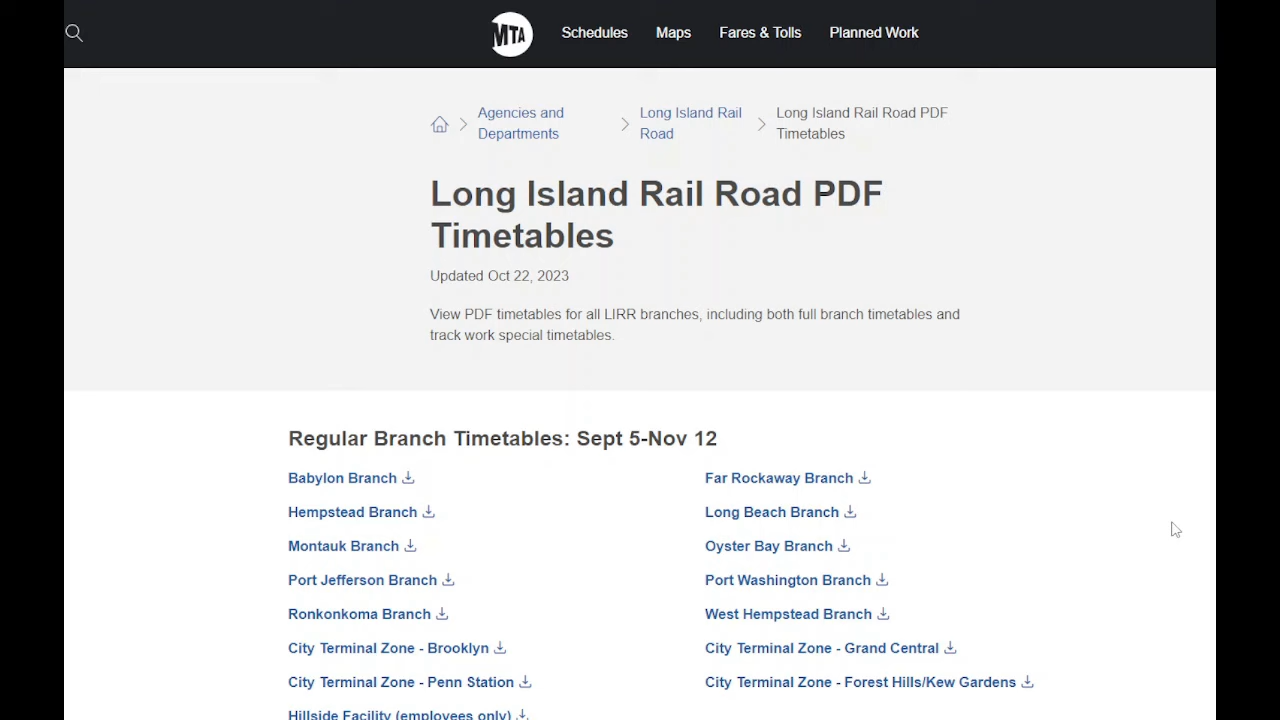 MTA
Schedules
Maps
Fares & Tolls
Planned Work
Agencies and
Departments
Long Island Rail
Road
Long Island Rail Road PDF
Timetables
Long Island Rail Road PDF
Timetables
Updated Oct 22, 2023
View PDF timetables for all LIRR branches, including both full branch timetables and
track work special timetables.
Regular Branch Timetables: Sept 5-Nov 12
Babylon Branch
Far Rockaway Branch
Hempstead Branch
Long Beach Branch
Montauk Branch
Oyster Bay Branch
Port Jefferson Branch
Port Washington Branch
Ronkonkoma Branch
West Hempstead Branch
City Terminal Zone - Brooklyn
City Terminal Zone - Grand Central
City Terminal Zone - Penn Station
City Terminal Zone - Forest Hills/Kew Gardens
Hillside Facility (employees only)